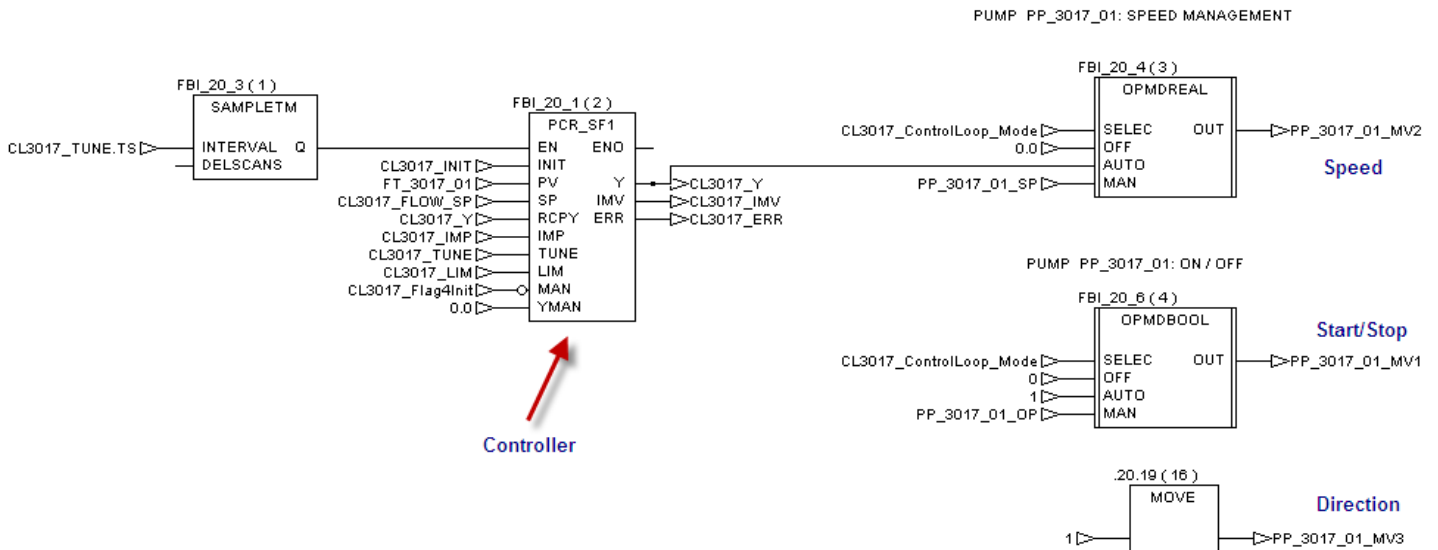 PUMP PP_3017_01: SPEED MANAGEMENT
FBI_20_3 ( 1 )
SAMPLETM
CL3017_TUNE.TS
INTERVAL Q
DELSCANS
FBI_20_1 ( 2 )
PCR_SF1
EN ENO
CL3017_INIT INIT
FT_3017_01 PV Y CL3017_Y
CL3017_FLOW_SP SP IMV CL3017_IMV
CL3017_Y RCPY ERR CL3017_ERR
CL3017_IMP IMP
CL3017_TUNE TUNE
CL3017_LIM LIM
CL3017_Flag4Init MAN
0.0 YMAN
Controller
FBI_20_4 ( 3 )
OPMDREAL
CL3017_ControlLoop_Mode SELEC OUT PP_3017_01_MV2
0.0 OFF
AUTO
PP_3017_01_SP MAN
Speed
PUMP PP_3017_01: ON / OFF
FBI_20_6 ( 4 )
OPMDBOOL
Start/Stop
CL3017_ControlLoop_Mode SELEC OUT PP_3017_01_MV1
0 OFF
1 AUTO
PP_3017_01_OP MAN
.20.19 ( 16 )
MOVE
Direction
1 PP_3017_01_MV3